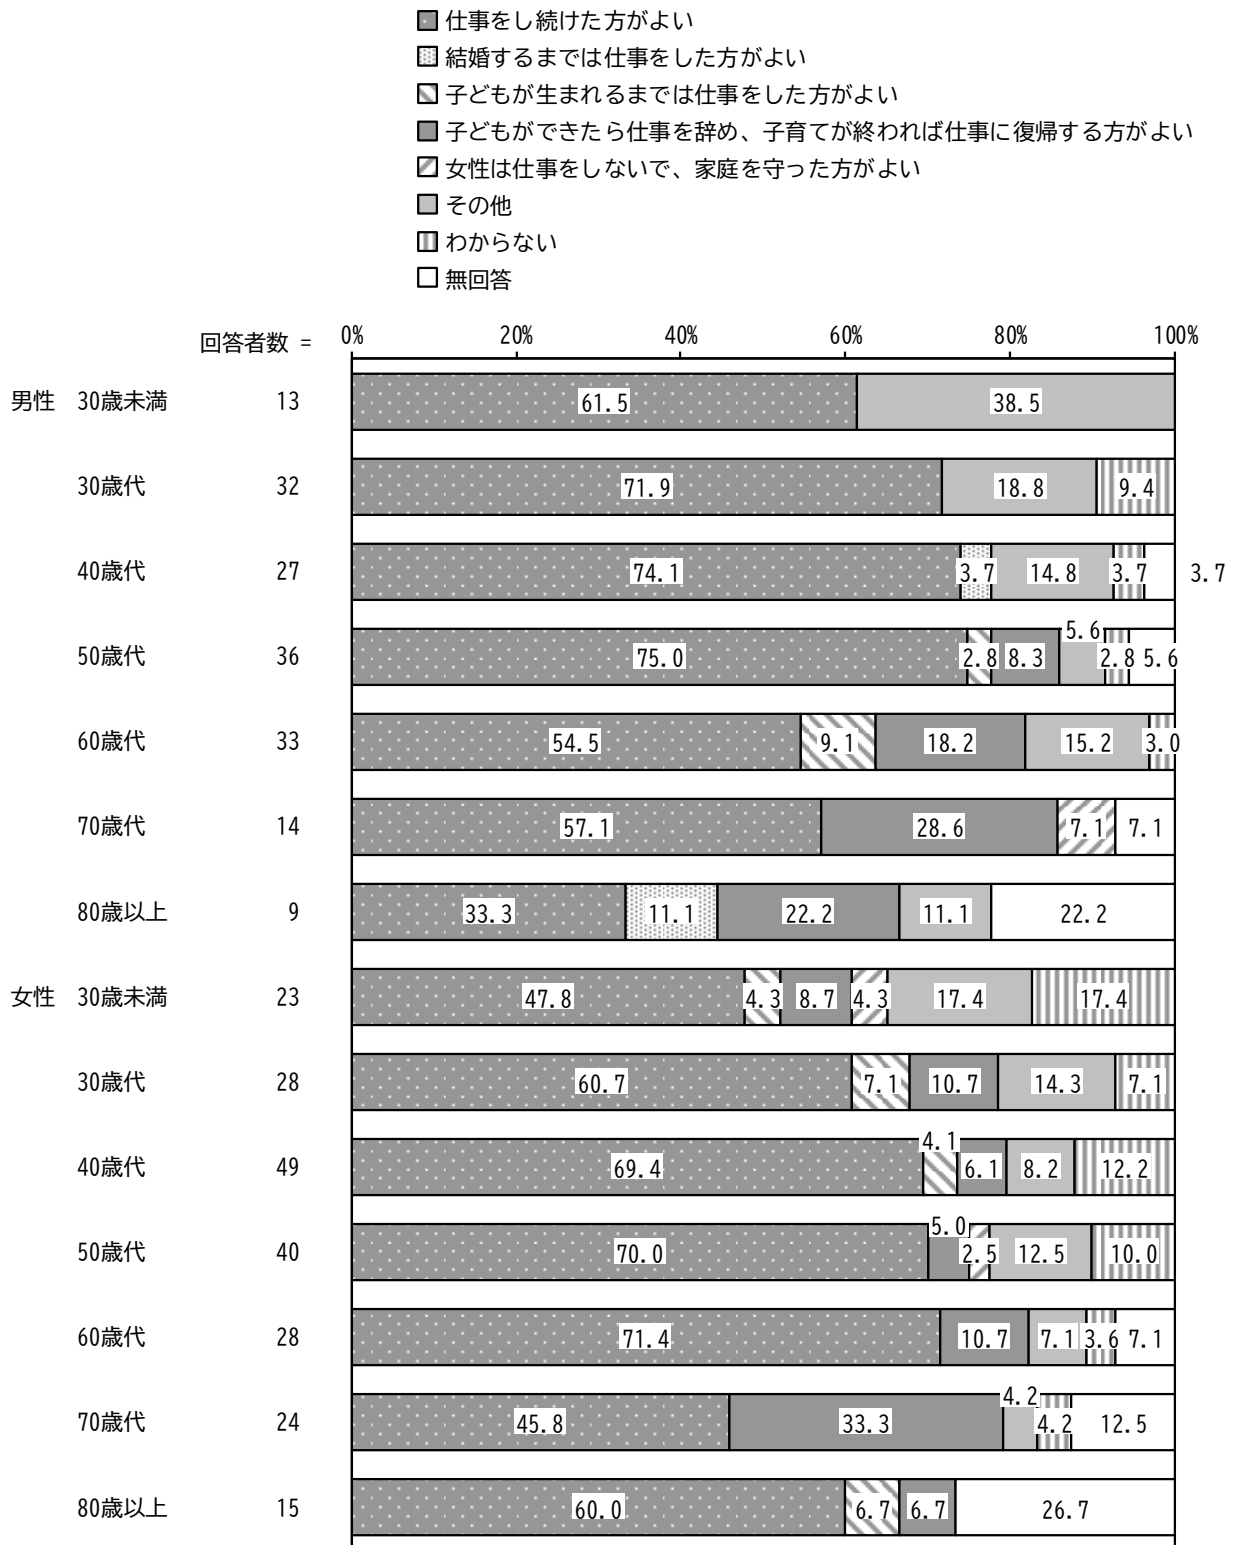 仕事をし続けた方がよい
結婚するまでは仕事をした方がよい
子どもが生まれるまでは仕事をした方がよい
子どもができたら仕事を辞め、子育てが終われば仕事に復帰する方がよい
女性は仕事をしないで、家庭を守った方がよい
その他
わからない
無回答
回答者数 = 0% 20% 40% 60% 80% 100%
男性 30歳未満 13 61.5 38.5
30歳代 32 71.9 18.8 9.4
40歳代 27 74.1 3.7 14.8 3.7 3.7
50歳代 36 75.0 2.8 8.3 5.6 2.8 5.6
60歳代 33 54.5 9.1 18.2 15.2 3.0
70歳代 14 57.1 28.6 7.1 7.1
80歳以上 9 33.3 11.1 22.2 11.1 22.2
女性 30歳未満 23 47.8 4.3 8.7 4.3 17.4 17.4
30歳代 28 60.7 7.1 10.7 14.3 7.1
40歳代 49 69.4 4.1 6.1 8.2 12.2
50歳代 40 70.0 5.0 2.5 12.5 10.0
60歳代 28 71.4 10.7 7.1 3.6 7.1
70歳代 24 45.8 33.3 4.2 4.2 12.5
80歳以上 15 60.0 6.7 6.7 26.7